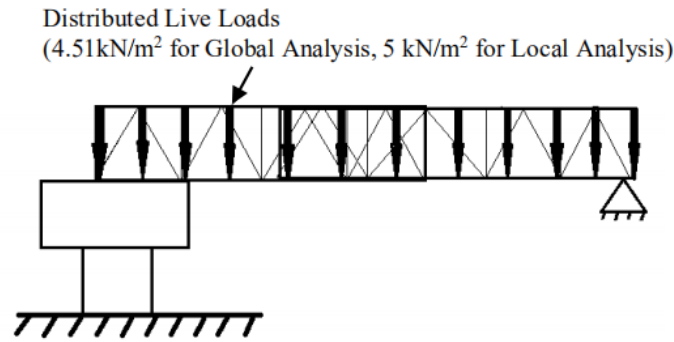 Distributed Live Loads
(4.51kN/m² for Global Analysis, 5 kN/m² for Local Analysis)